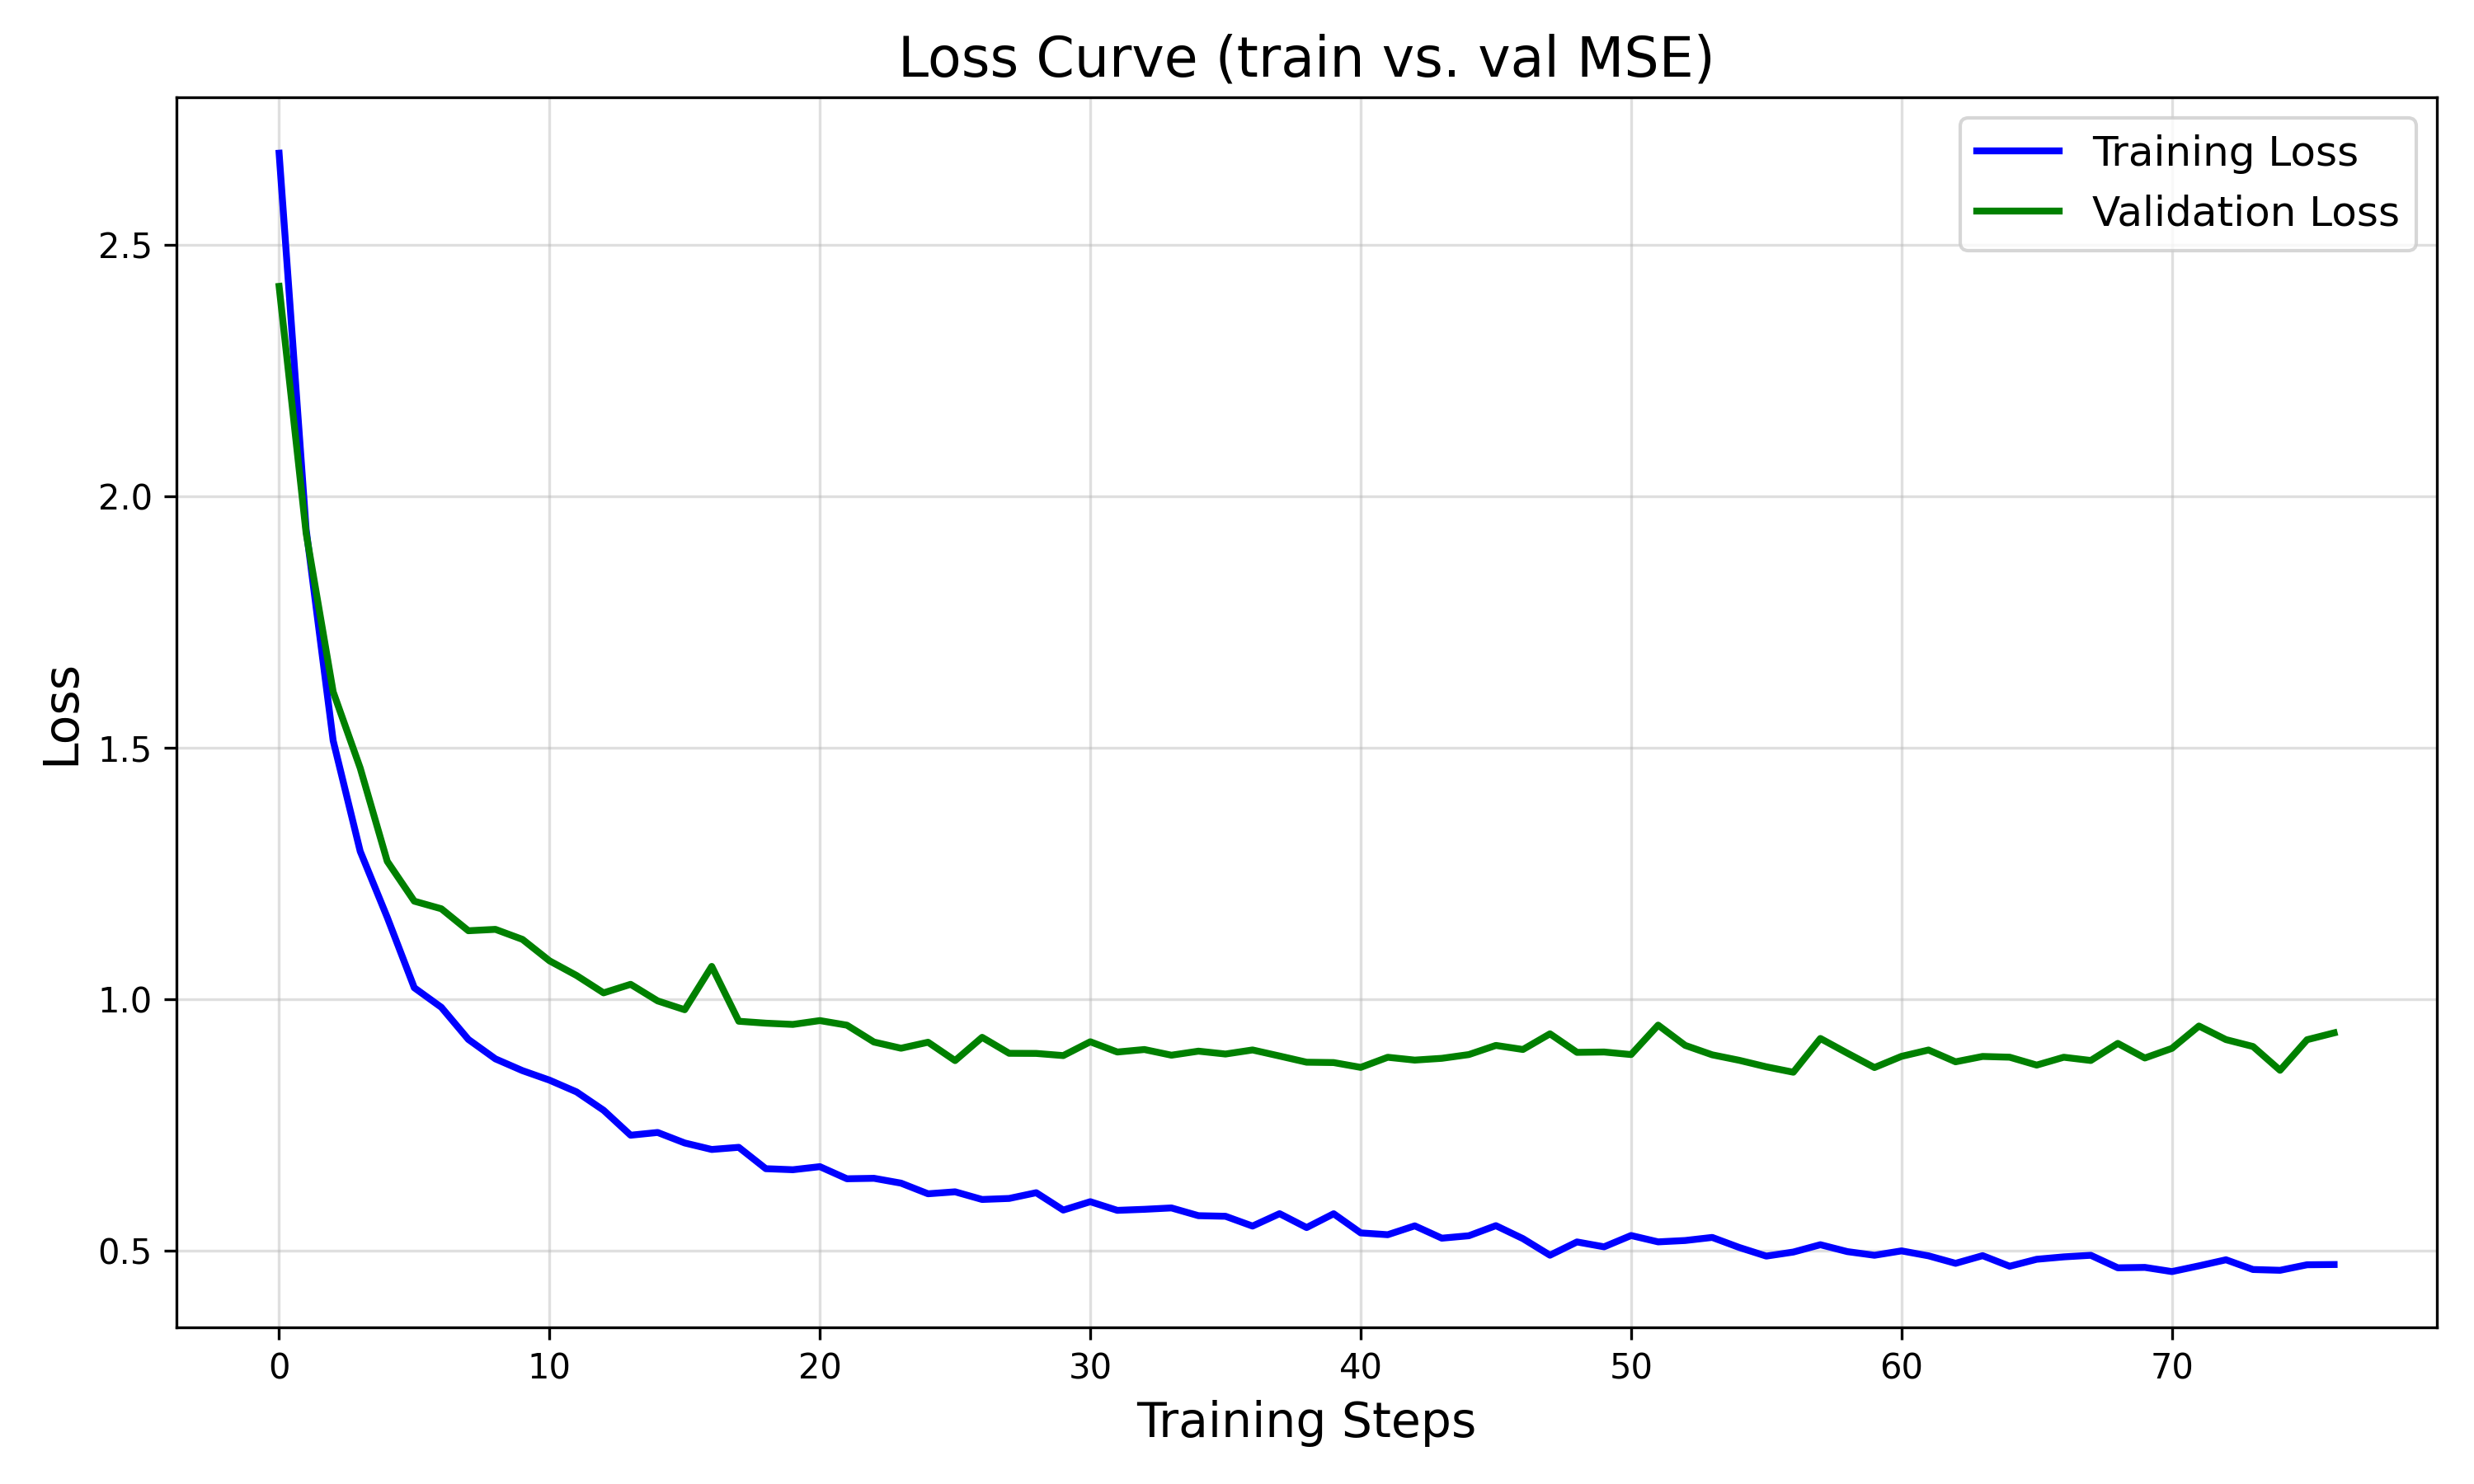 Loss Curve (train vs. val MSE)
Training Loss
Validation Loss
2.5
2.0
1.5
1.0
0.5
Loss
0 10 20 30 40 50 60 70
Training Steps